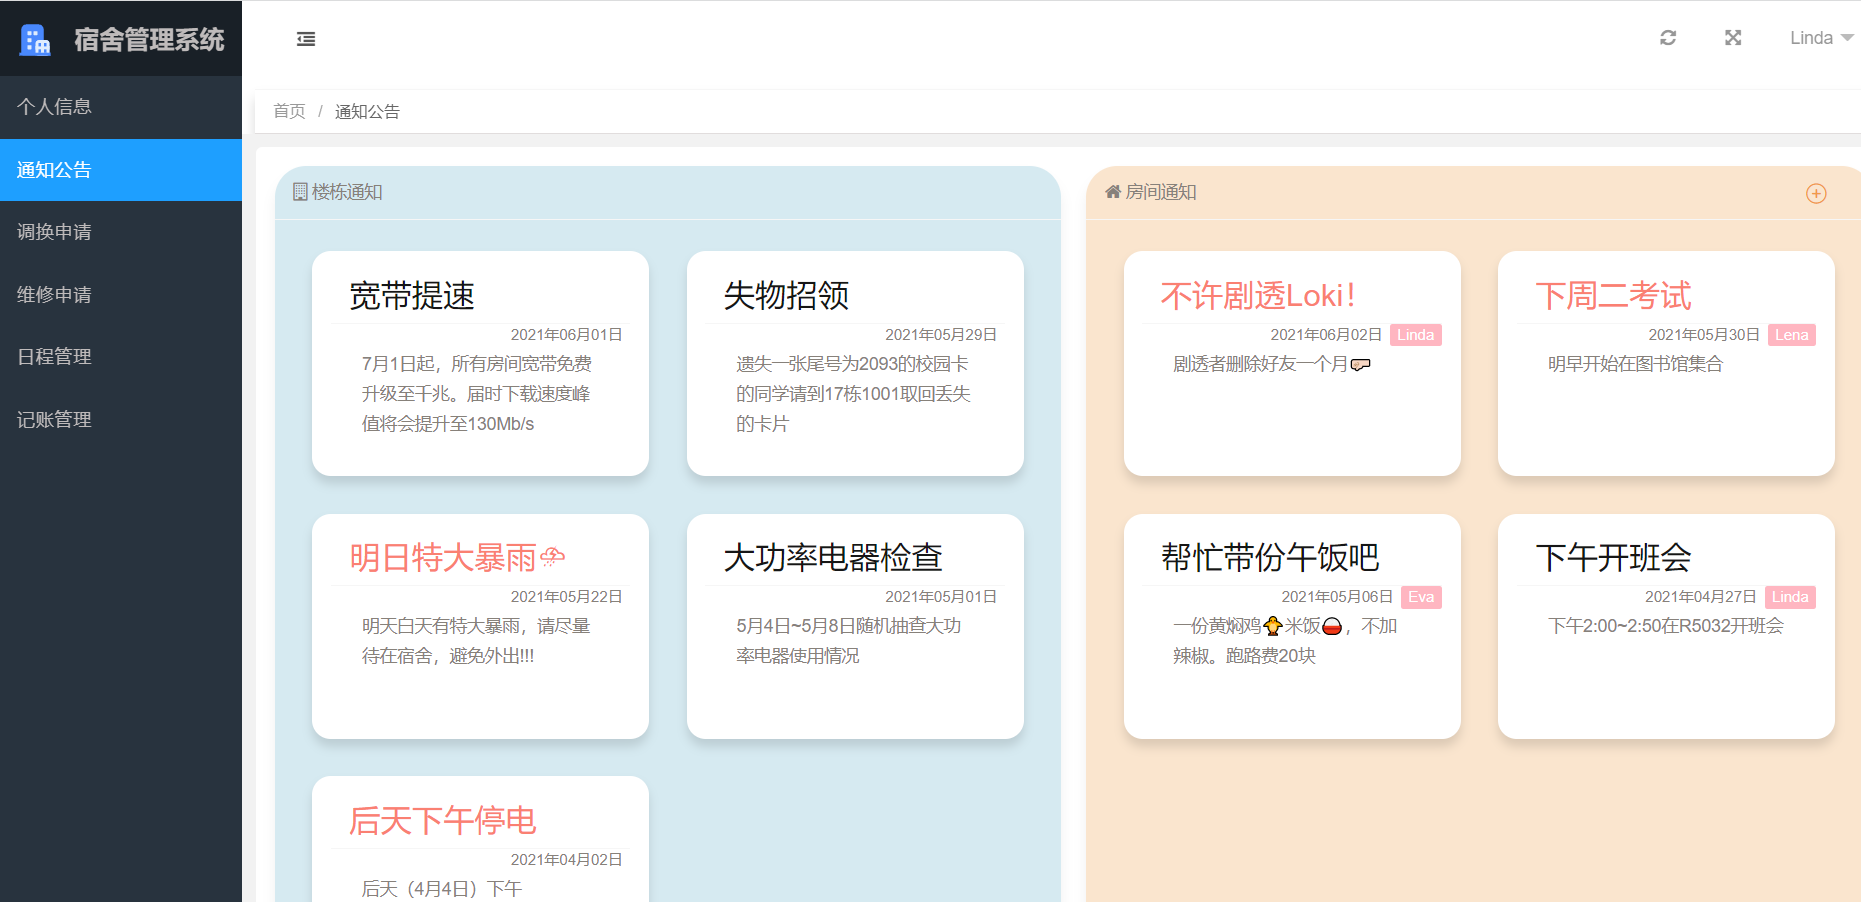 宿舍管理系统
Linda
个人信息
通知公告
调换申请
维修申请
日程管理
记账管理
首页 / 通知公告
楼栋通知
宽带提速
2021年06月01日
7月1日起，所有房间宽带免费
升级至千兆。届时下载速度峰
值将会提升至130Mb/s
失物招领
2021年05月29日
遗失一张尾号为2093的校园卡
的同学请到17栋1001取回丢失
的卡片
明日特大暴雨⛈
2021年05月22日
明天白天有特大暴雨，请尽量
待在宿舍，避免外出!!!
大功率电器检查
2021年05月01日
5月4日~5月8日随机抽查大功
率电器使用情况
后天下午停电
2021年04月02日
后天（4月4日）下午
房间通知
不许剧透Loki！
2021年06月02日 Linda
剧透者删除好友一个月🤛🏻
下周二考试
2021年05月30日 Lena
明早开始在图书馆集合
帮忙带份午饭吧
2021年05月06日 Eva
一份黄焖鸡🐥米饭🍚，不加
辣椒。跑路费20块
下午开班会
2021年04月27日 Linda
下午2:00~2:50在R5032开班会